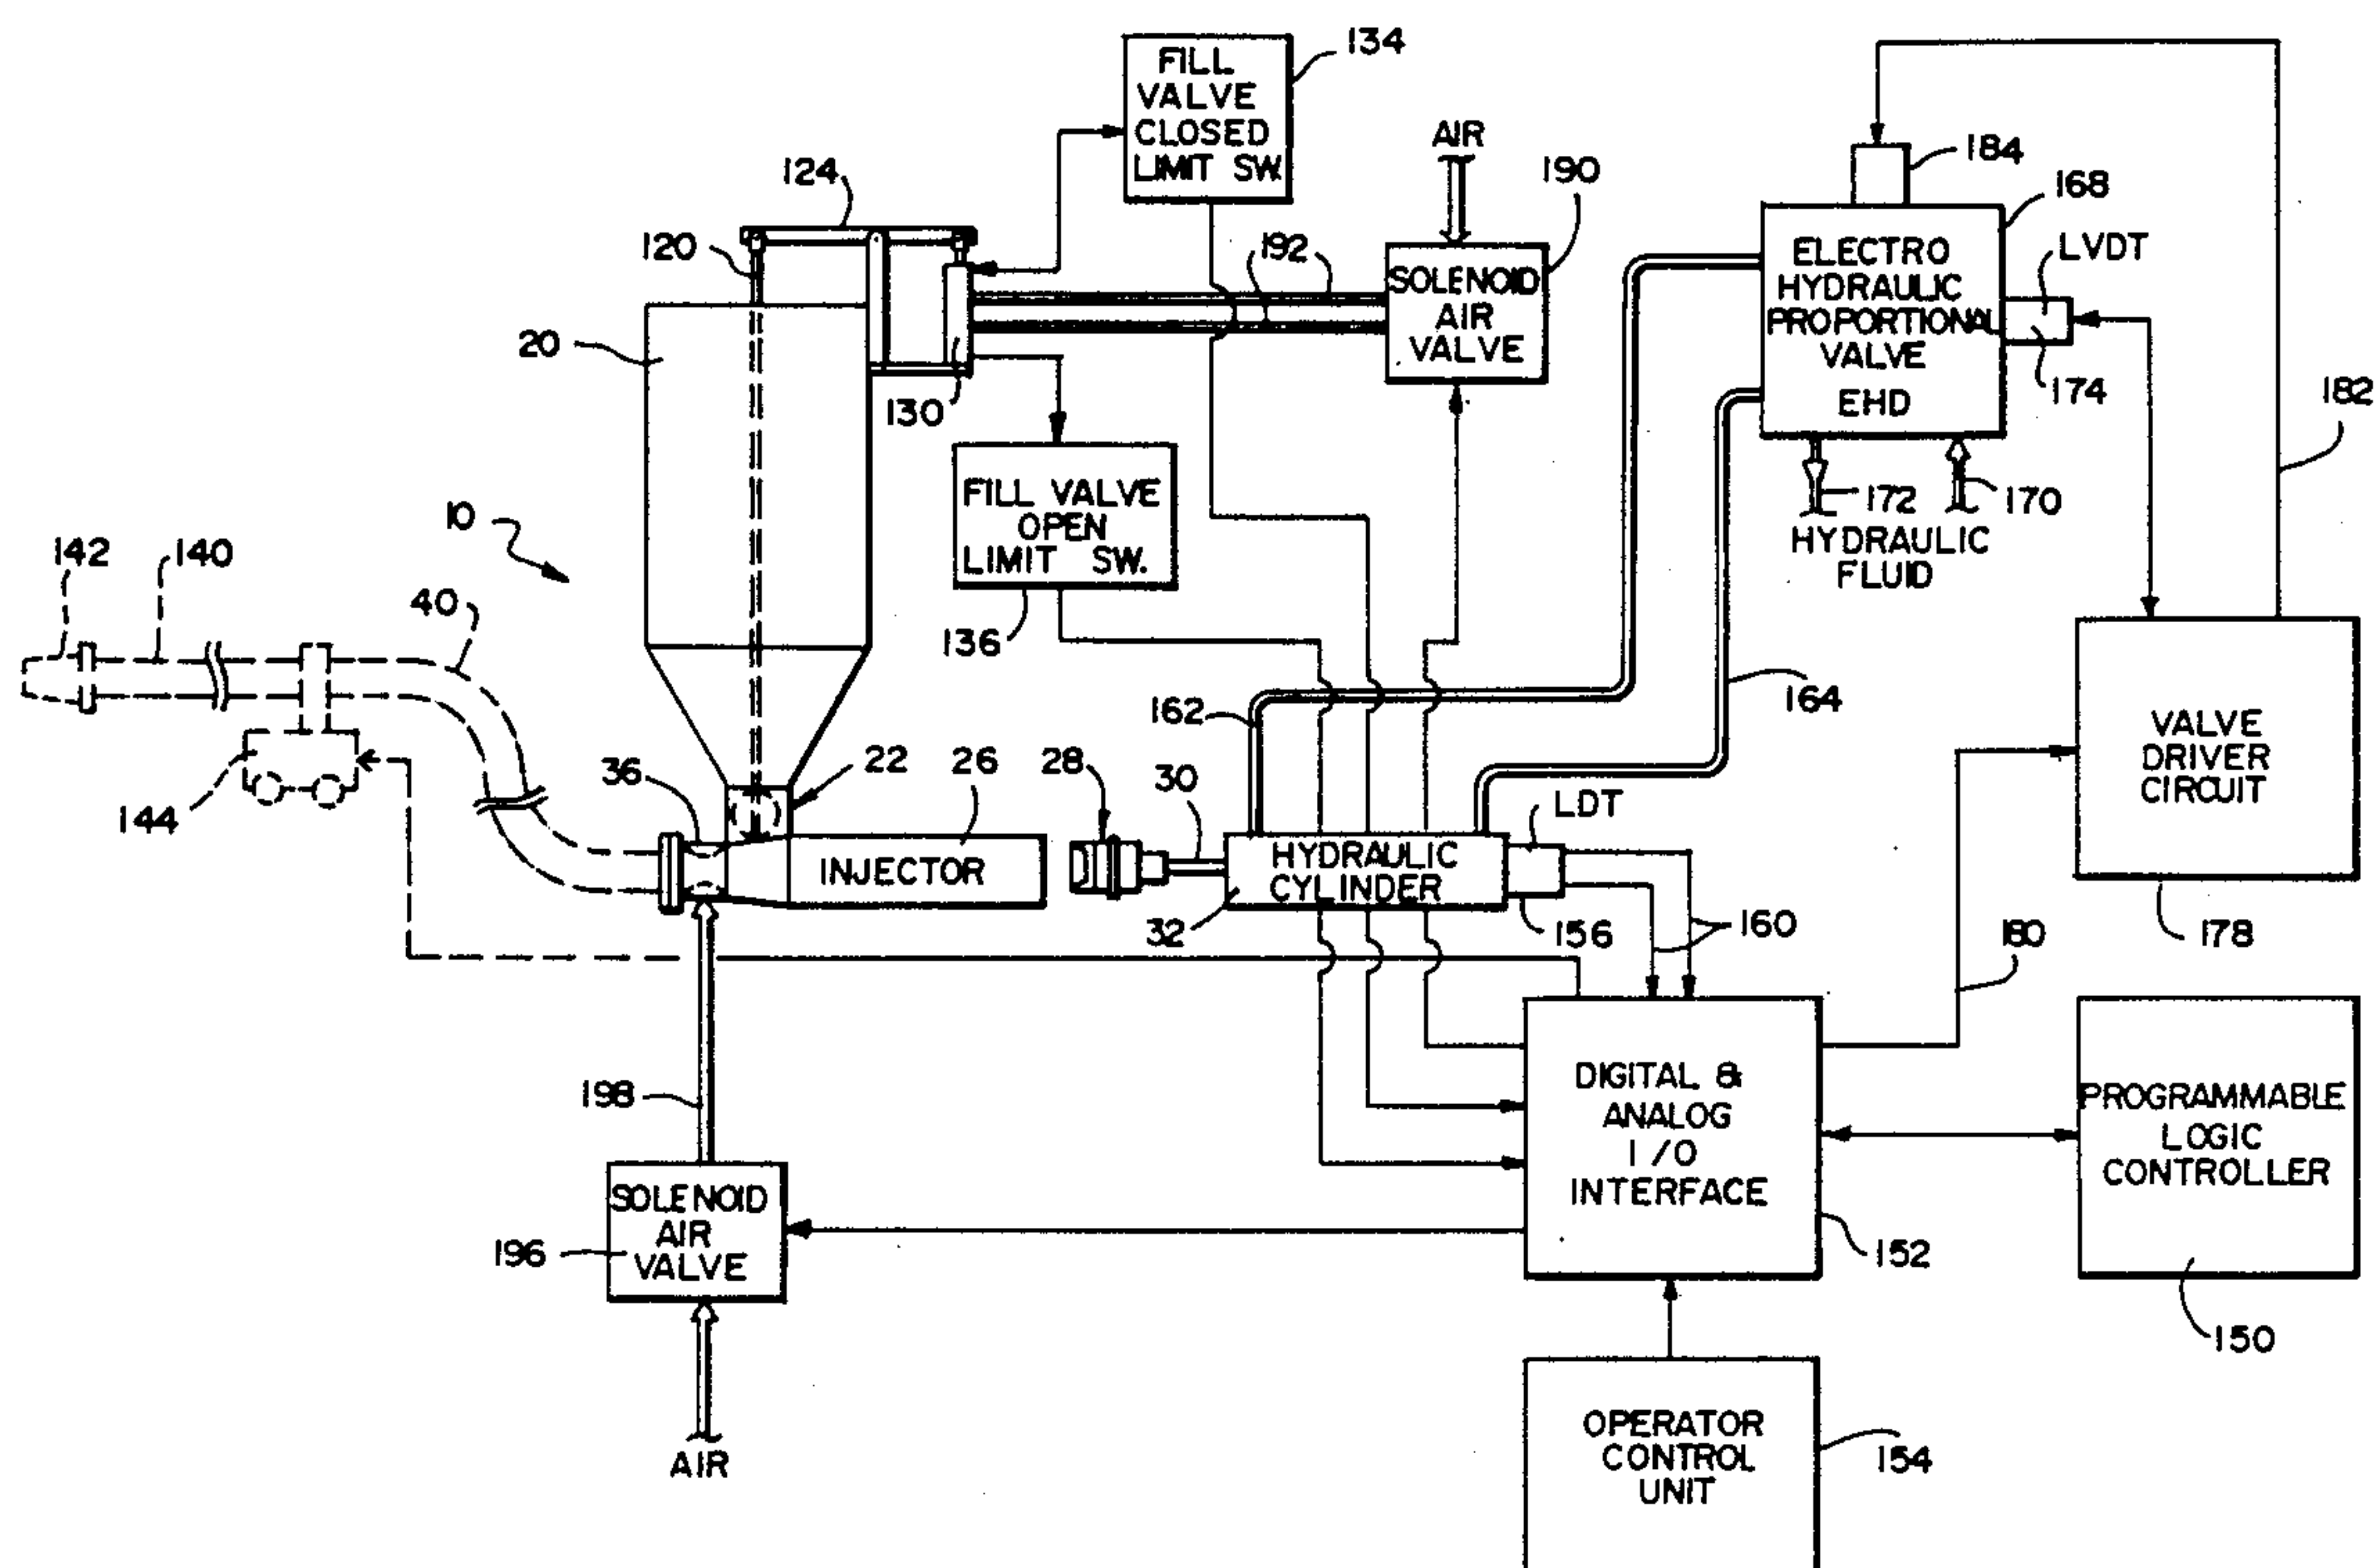 134
FILL
VALVE
CLOSED
LIMIT SW.
AIR
190
184
168
124
120
192
SOLENOID
AIR
VALVE
ELECTRO
HYDRAULIC
PROPORTIONAL
VALVE
EHD
LVDT
174
182
20
130
FILL VALVE
OPEN
LIMIT SW.
136
172
170
HYDRAULIC
FLUID
10
142
140
40
162
164
VALVE
DRIVER
CIRCUIT
178
144
36
22
26
28
30
LDT
INJECTOR
HYDRAULIC
CYLINDER
32
156
160
180
198
DIGITAL &
ANALOG
I/O
INTERFACE
152
PROGRAMMABLE
LOGIC
CONTROLLER
150
SOLENOID
AIR
VALVE
196
AIR
OPERATOR
CONTROL
UNIT
154